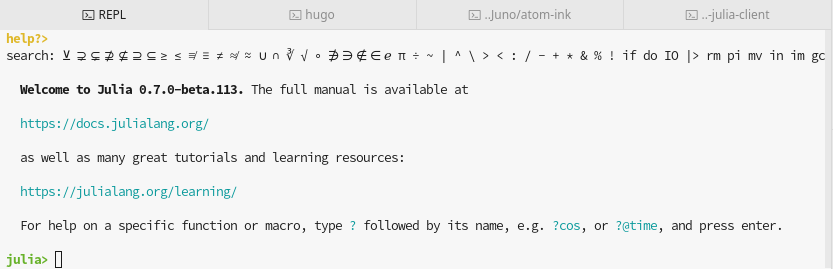 REPL
hugo
..Juno/atom-ink
..-julia-client
help?>
search: ⊻ ⊋ ⊊ ⊉ ⊈ ⊇ ⊆ ≥ ≤ ≢ ≡ ≠ ≉ ≈ ∪ ∩ ∛ √ ∘ ∌ ∋ ∉ ∈ ℯ π ÷ ~ | ^ \ > < : / - + * & % ! if do IO |> rm pi mv in im gc
Welcome to Julia 0.7.0-beta.113. The full manual is available at
https://docs.julialang.org/
as well as many great tutorials and learning resources:
https://julialang.org/learning/
For help on a specific function or macro, type ? followed by its name, e.g. ?cos, or ?@time, and press enter.
julia>